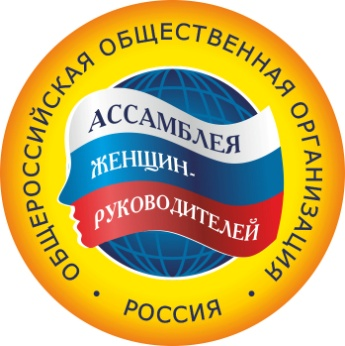 ОБЩЕРОССИЙСКАЯ ОБЩЕСТВЕННАЯ ОРГАНИЗАЦИЯ
АССАМБЛЕЯ
ЖЕНЩИН-
РУКОВОДИТЕЛЕЙ
• РОССИЯ •